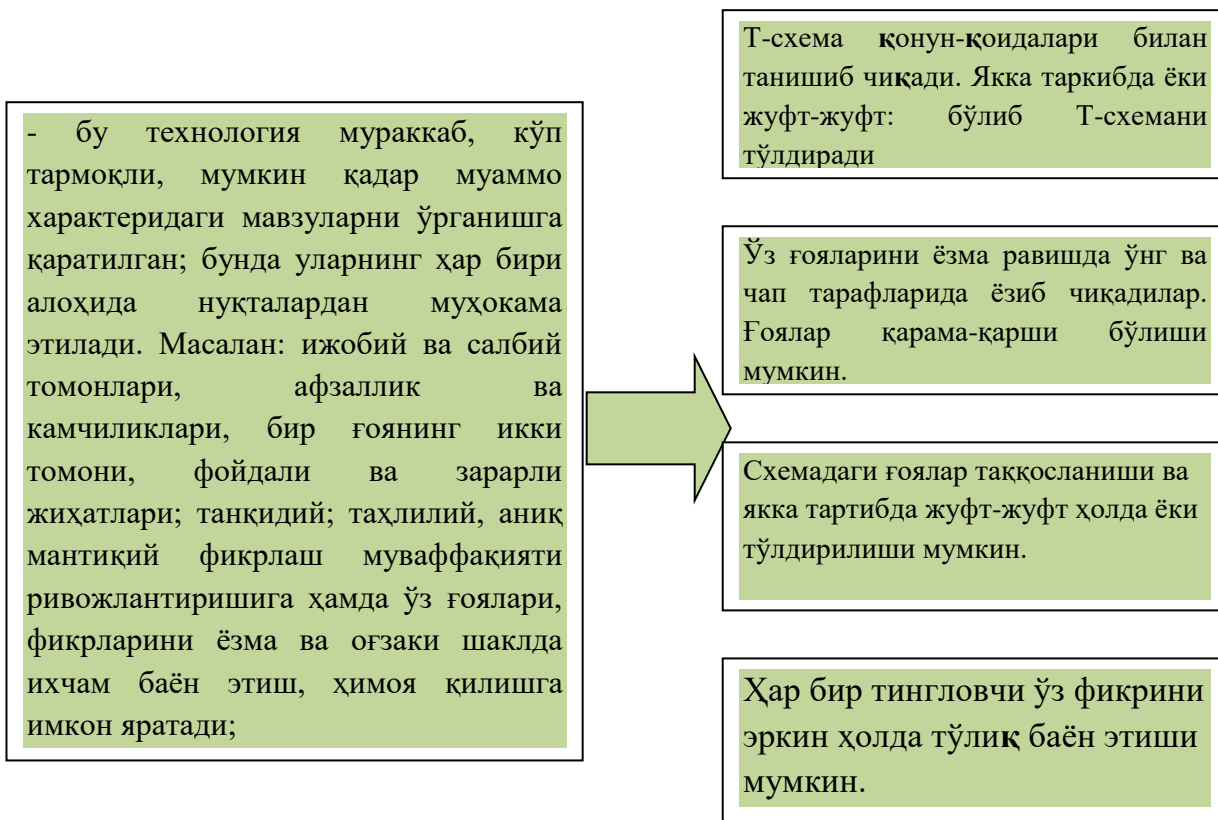 - бу технология мураккаб, кўп
тармоқли, мумкин қадар муаммо
характеридаги мавзуларни ўрганишга
қаратилган; бунда уларнинг ҳар бири
алоҳида нуқталардан муҳокама
этилади. Масалан: ижобий ва салбий
томонлари, афзаллик ва
камчиликлари, бир ғоянинг икки
томони, фойдали ва зарарли
жиҳатлари; танқидий; таҳлилий, аниқ
мантиқий фикрлаш муваффақияти
ривожлантиришига ҳамда ўз ғоялари,
фикрларини ёзма ва оғзаки шаклда
ихчам баён этиш, ҳимоя қилишга
имкон яратади;
Т-схема қонун-қоидалари билан
танишиб чиқади. Якка таркибда ёки
жуфт-жуфт: бўлиб Т-схемани
тўлдиради
Ўз ғояларини ёзма равишда ўнг ва
чап тарафларида ёзиб чиқадилар.
Ғоялар қарама-қарши бўлиши
мумкин.
Схемадаги ғоялар таққосланиши ва
якка тартибда жуфт-жуфт ҳолда ёки
тўлдирилиши мумкин.
Ҳар бир тингловчи ўз фикрини
эркин ҳолда тўлиқ баён этиши
мумкин.